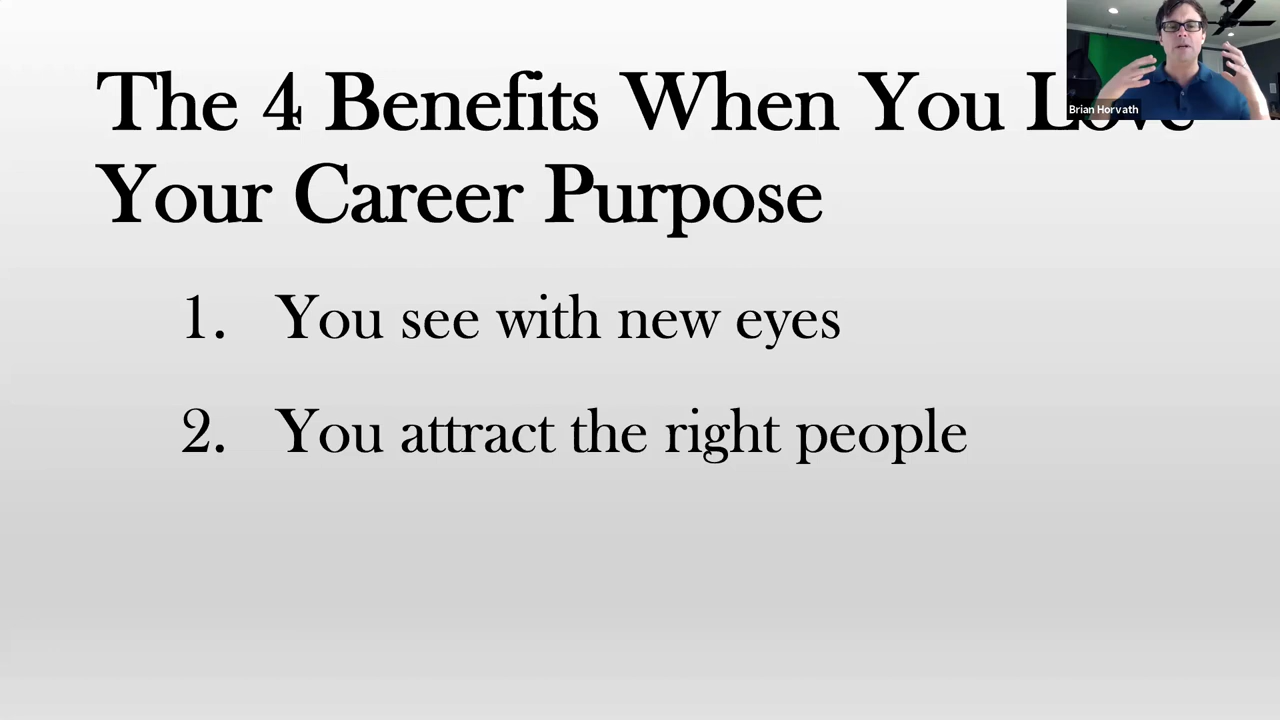 The 4 Benefits When You Love
Your Career Purpose
1. You see with new eyes
2. You attract the right people
Brian Horvath